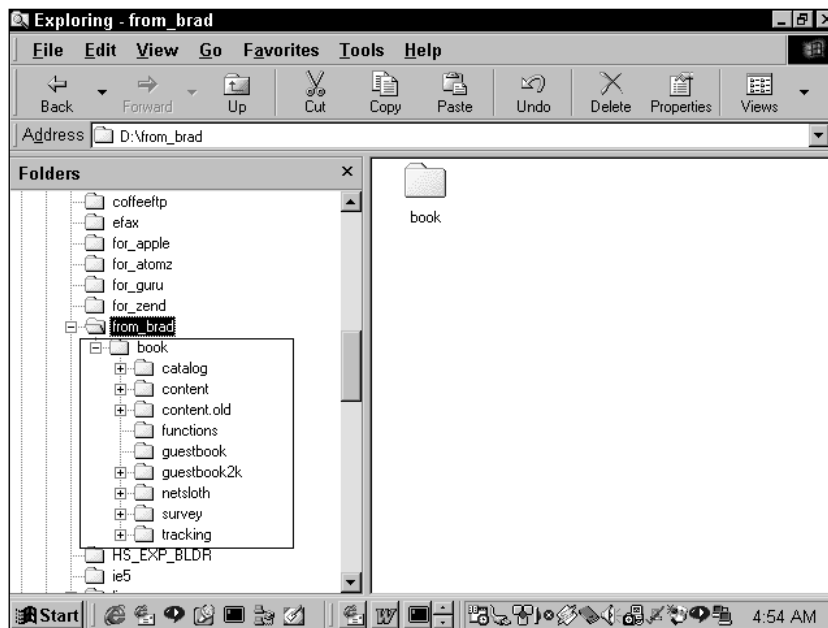 Exploring - from_brad
File Edit View Go Favorites Tools Help
Back Forward Up Cut Copy Paste Undo Delete Properties Views
Address D:\from_brad
Folders
coffeeftp
efax
for_apple
for_atomz
for_guru
for_zend
from_brad
book
catalog
content
content.old
functions
guestbook
guestbook2k
netsloth
survey
tracking
HS_EXP_BLDR
ie5
book
Start W 4:54 AM